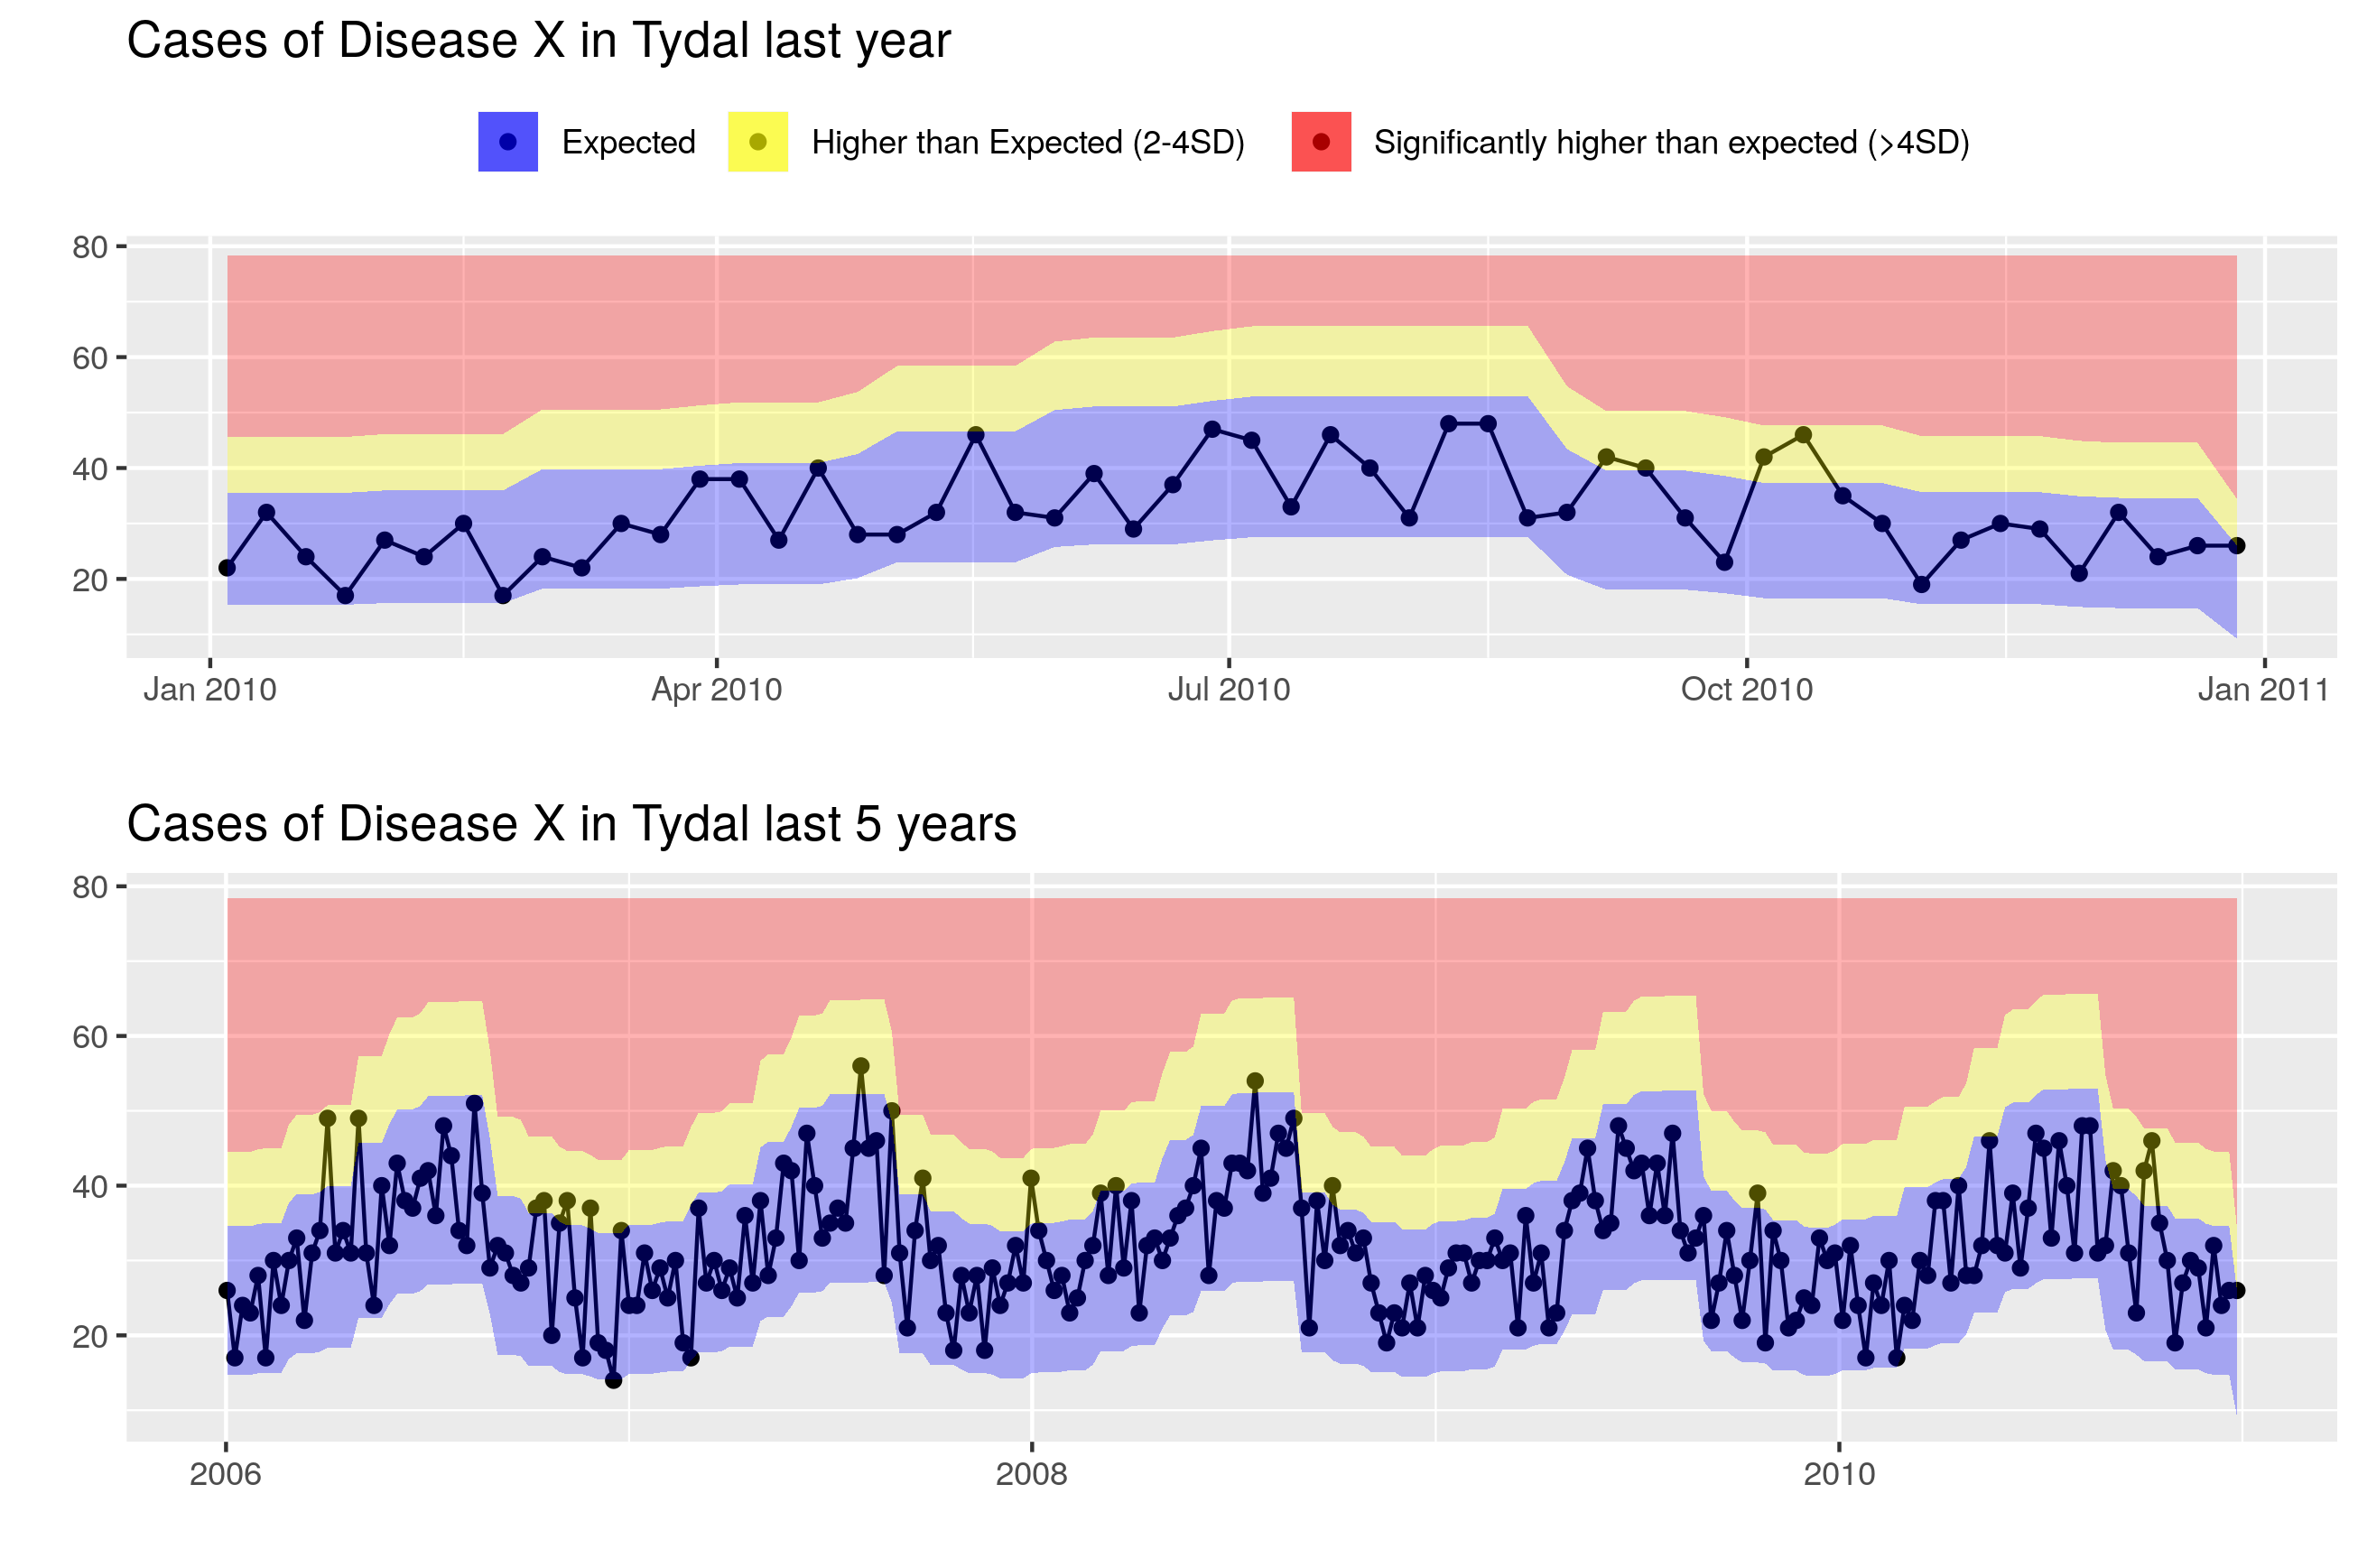 Cases of Disease X in Tydal last year
Expected Higher than Expected (2-4SD) Significantly higher than expected (>4SD)
80
60
40
20
Jan 2010 Apr 2010 Jul 2010 Oct 2010 Jan 2011
Cases of Disease X in Tydal last 5 years
80
60
40
20
2006 2008 2010